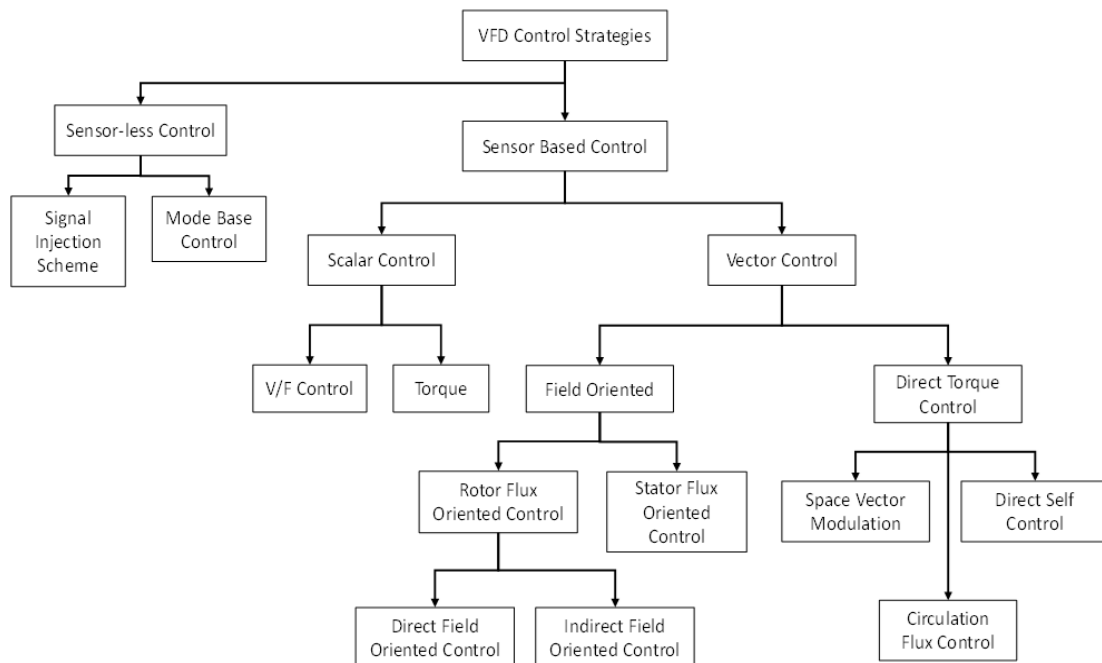 VFD Control Strategies
Sensor-less Control
Sensor Based Control
Signal
Injection
Scheme
Mode Base
Control
Scalar Control
Vector Control
V/F Control
Torque
Field Oriented
Direct Torque
Control
Rotor Flux
Oriented Control
Stator Flux
Oriented
Control
Space Vector
Modulation
Direct Self
Control
Direct Field
Oriented Control
Indirect Field
Oriented Control
Circulation
Flux Control